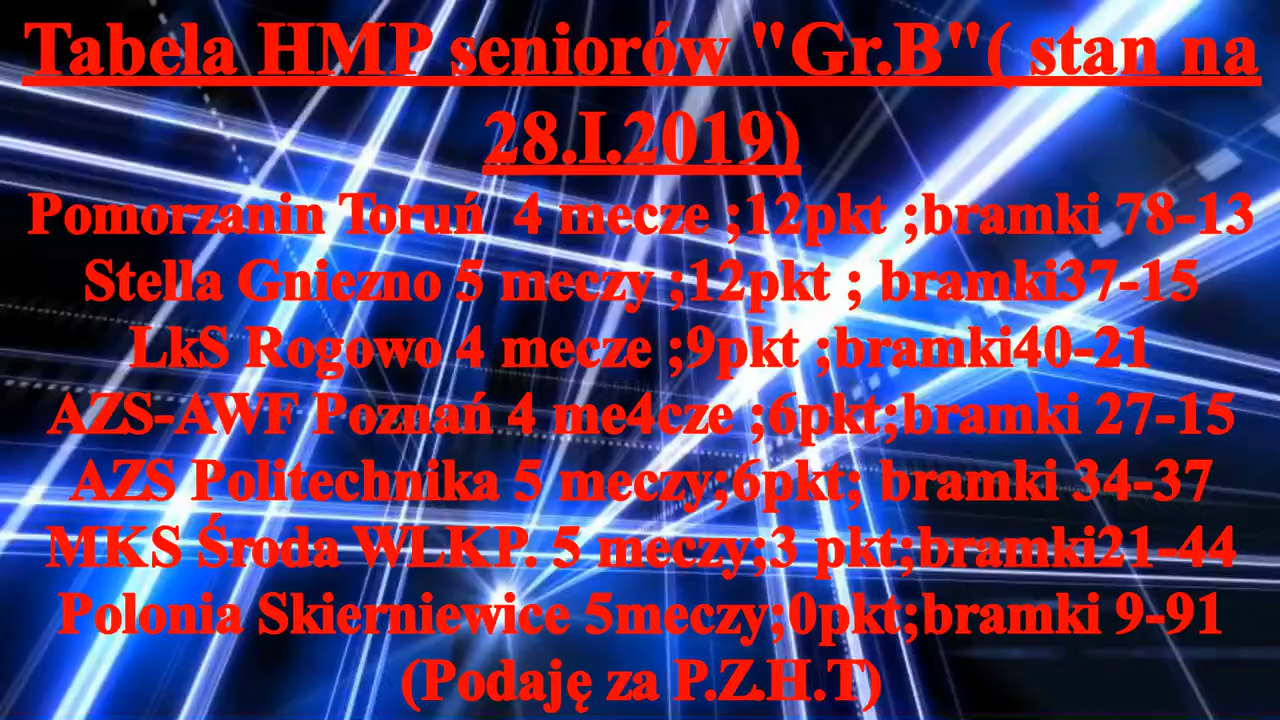 Tabela HMP seniorów "Gr.B"( stan na
28.I.2019)
Pomorzanin Toruń 4 mecze ;12pkt ;bramki 78-13
Stella Gniezno 5 meczy ;12pkt ; bramki37-15
LkS Rogowo 4 mecze ;9pkt ;bramki40-21
AZS-AWF Poznań 4 me4cze ;6pkt;bramki 27-15
AZS Politechnika 5 meczy;6pkt; bramki 34-37
MKS Środa WLKP. 5 meczy;3 pkt;bramki21-44
Polonia Skierniewice 5meczy;0pkt;bramki 9-91
(Podaję za P.Z.H.T)